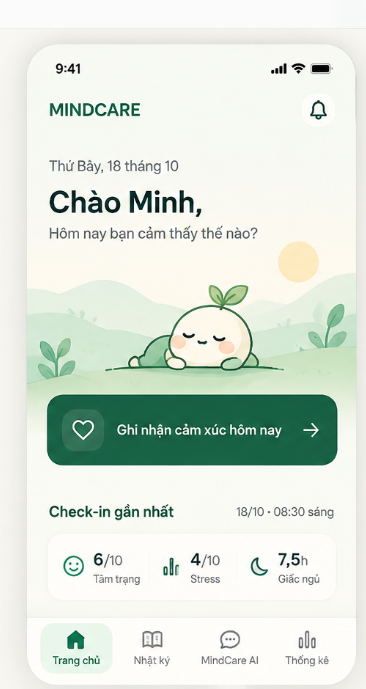 9:41
MINDCARE
Thứ Bảy, 18 tháng 10
Chào Minh,
Hôm nay bạn cảm thấy thế nào?
Ghi nhận cảm xúc hôm nay
Check-in gần nhất
18/10 • 08:30 sáng
6/10
Tâm trạng
4/10
Stress
7,5h
Giấc ngủ
Trang chủ
Nhật ký
MindCare AI
Thống kê